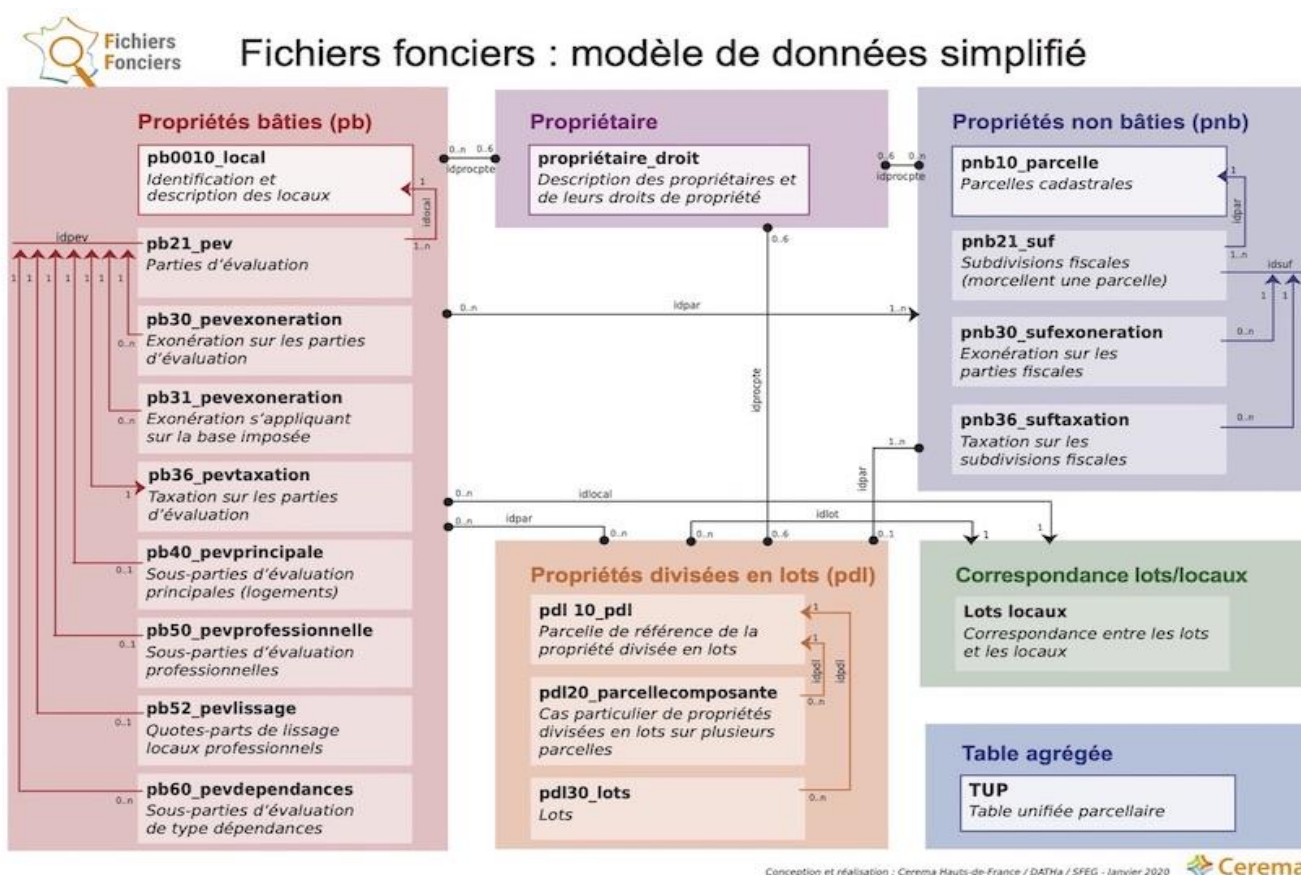 Fichiers
Fonciers
Fichiers fonciers : modèle de données simplifié
Propriétés bâties (pb)
pb0010_local
Identification et
description des locaux
1
idlocal
1..n
idpev
pb21_pev
Parties d'évaluation
1
1
1
1
1
1
1
pb30_pevexoneration
Exonération sur les parties
d'évaluation
0..n
pb31_pevexoneration
Exonération s'appliquant
sur la base imposée
0..n
pb36_pevtaxation
Taxation sur les parties
d'évaluation
1
pb40_pevprincipale
Sous-parties d'évaluation
principales (logements)
0..1
pb50_pevprofessionnelle
Sous-parties d'évaluation
professionnelles
0..1
pb52_pevlissage
Quotes-parts de lissage
locaux professionnels
0..1
pb60_pevdependances
Sous-parties d'évaluation
de type dépendances
0..n
0..n 0..6
idprocpte
Propriétaire
propriétaire_droit
Description des propriétaires et
de leurs droits de propriété
0..6
idprocpte
0..6
0..6 0..n
idprocpte
Propriétés non bâties (pnb)
pnb10_parcelle
Parcelles cadastrales
1
idpar
1..n
pnb21_suf
Subdivisions fiscales
(morcellent une parcelle)
idsuf
1
1
pnb30_sufexoneration
Exonération sur les
parties fiscales
0..n
pnb36_suftaxation
Taxation sur les
subdivisions fiscales
0..n
0..n idpar 1..n
1..n
idpar
0..1
0..n idlocal 1
0..n idpar 0..n
0..n idlot 1
Propriétés divisées en lots (pdl)
pdl 10_pdl
Parcelle de référence de la
propriété divisée en lots
1
1
idpdl
idpdl
pdl20_parcellecomposante
Cas particulier de propriétés
divisées en lots sur plusieurs
parcelles
0..n
pdl30_lots
Lots
0..n
Correspondance lots/locaux
Lots locaux
Correspondance entre les lots
et les locaux
Table agrégée
TUP
Table unifiée parcellaire
Conception et réalisation : Cerema Hauts-de-France / DATHa / SFEG - Janvier 2020
Cerema